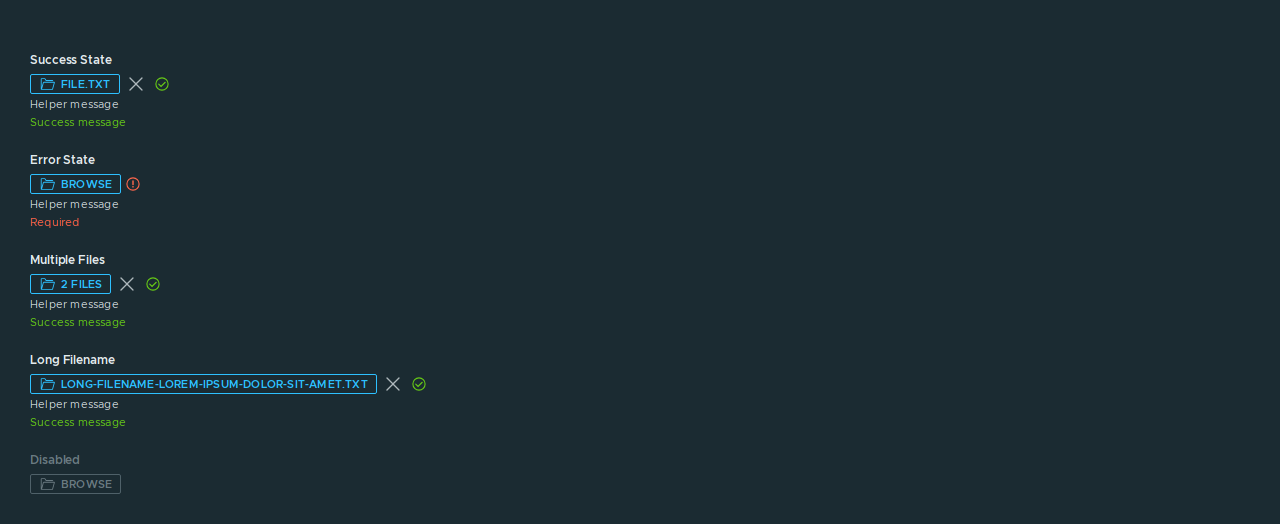 Success State
FILE.TXT
Helper message
Success message
Error State
BROWSE
Helper message
Required
Multiple Files
2 FILES
Helper message
Success message
Long Filename
LONG-FILENAME-LOREM-IPSUM-DOLOR-SIT-AMET.TXT
Helper message
Success message
Disabled
BROWSE